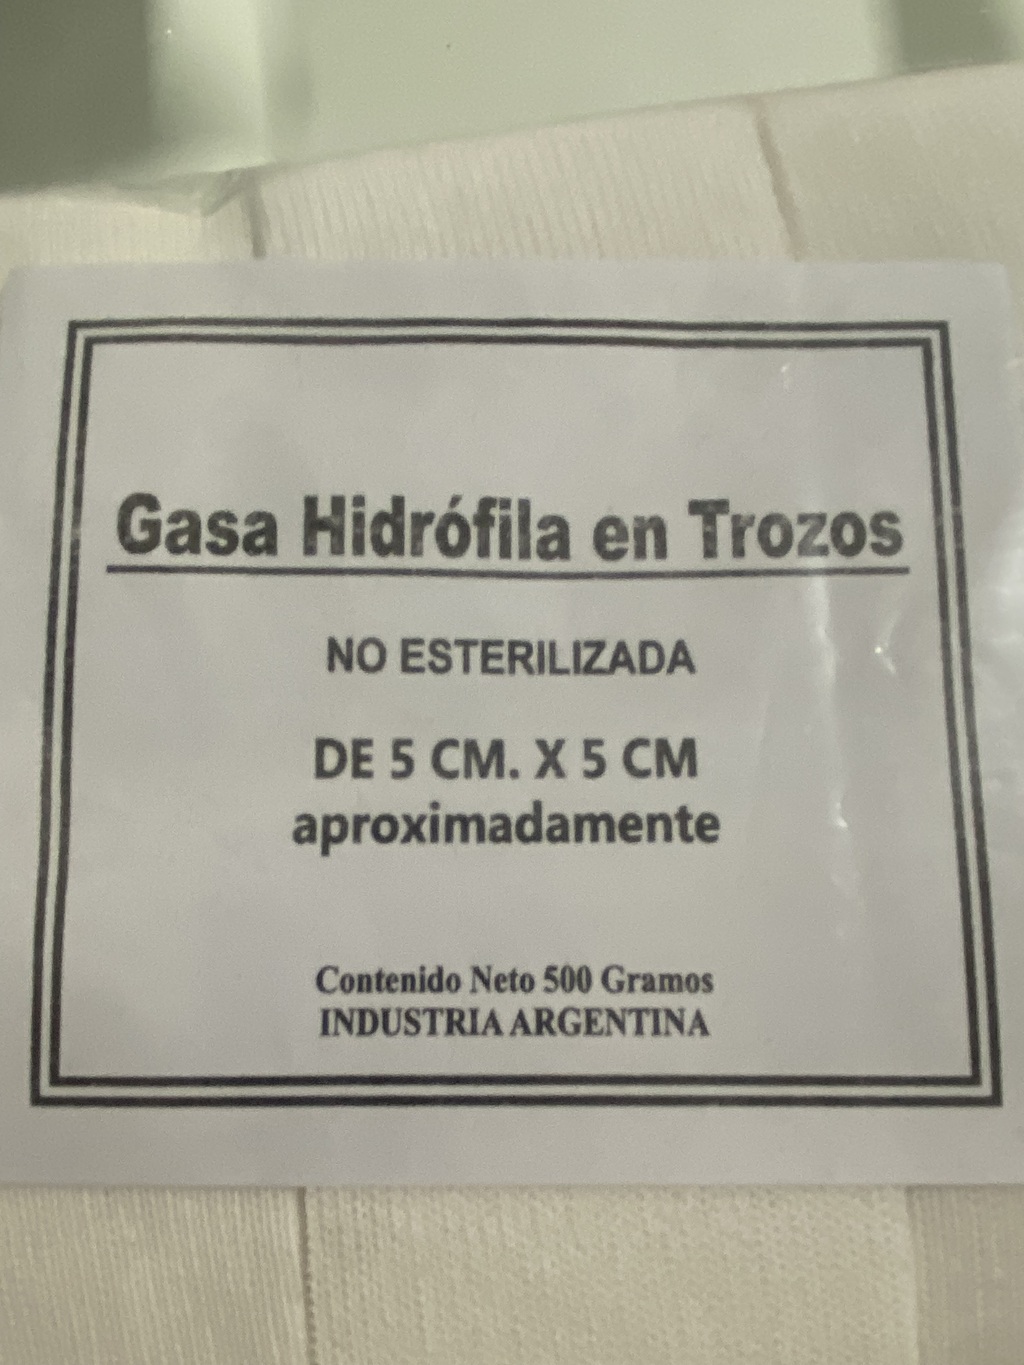 Gasa Hidrófila en Trozos
NO ESTERILIZADA
DE 5 CM. X 5 CM
aproximadamente
Contenido Neto 500 Gramos
INDUSTRIA ARGENTINA